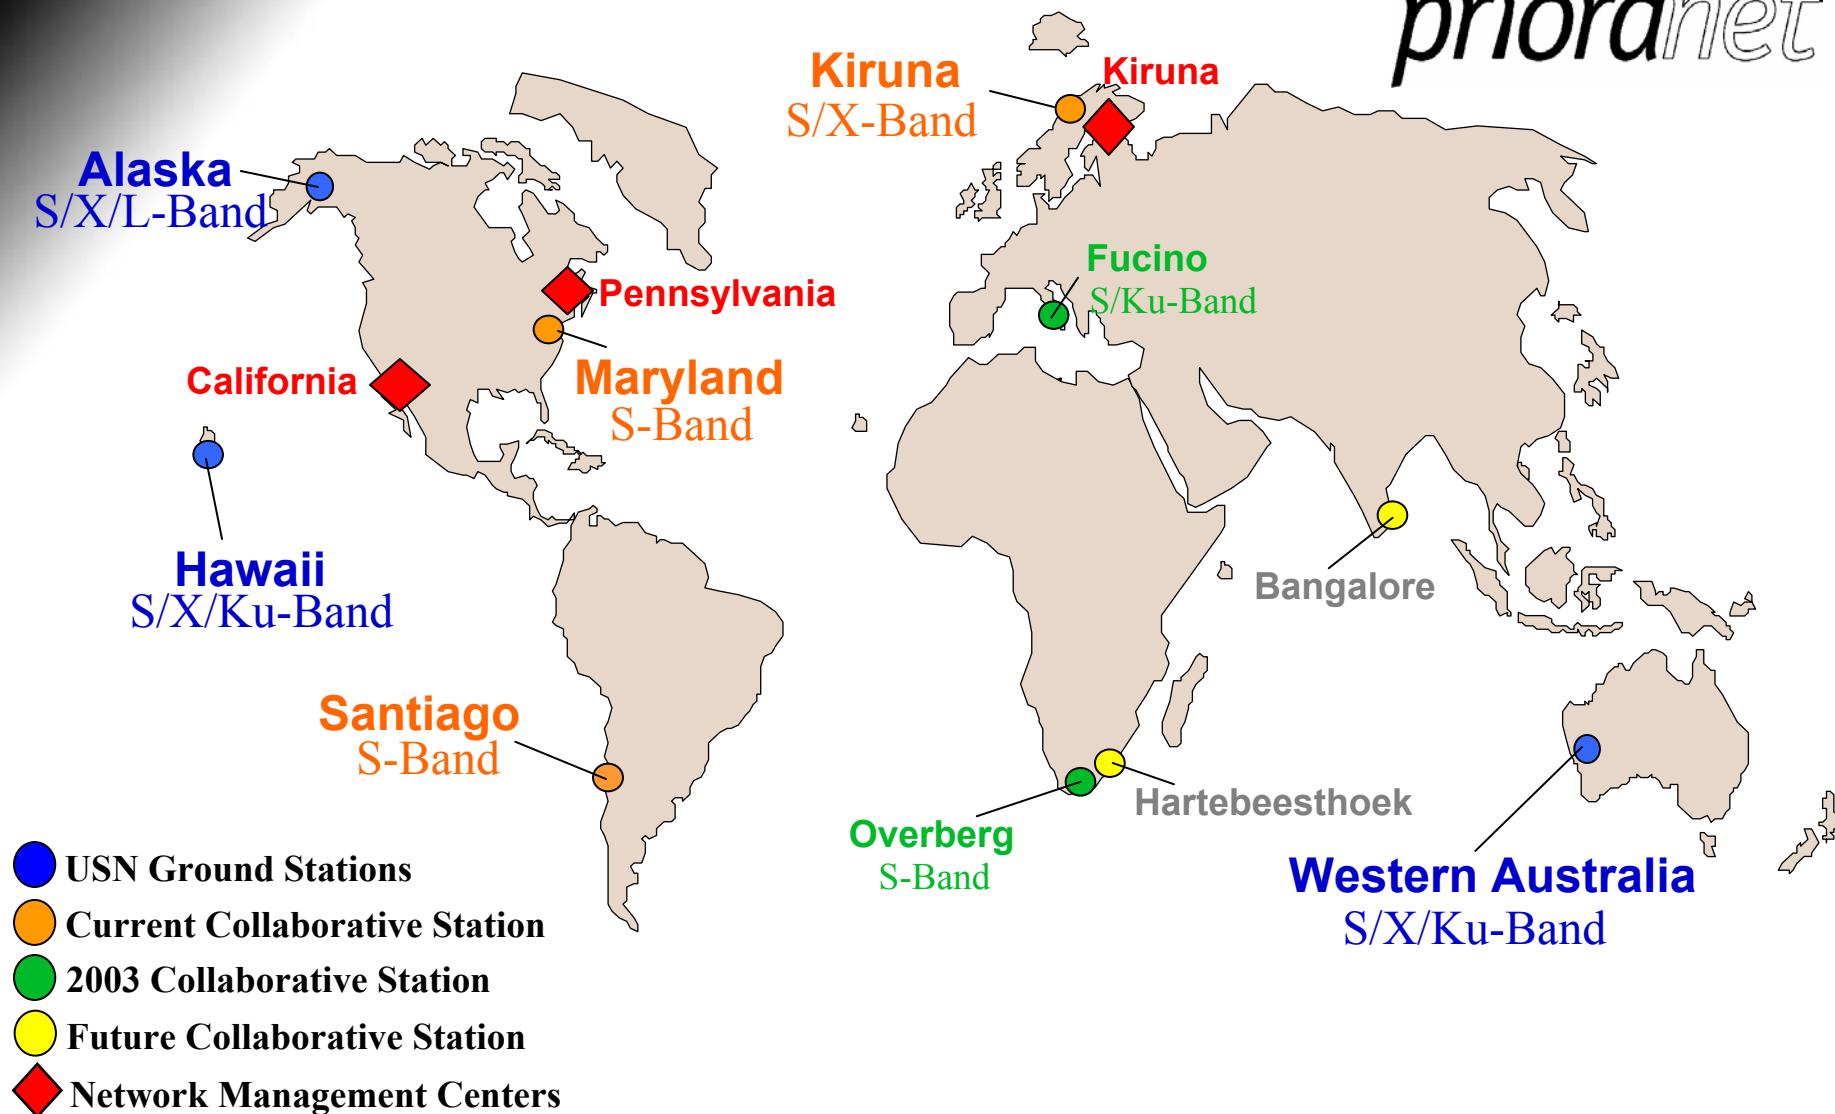 prioranet
Kiruna
S/X-Band
Kiruna
Alaska
S/X/L-Band
Fucino
S/Ku-Band
Pennsylvania
California
Maryland
S-Band
Hawaii
S/X/Ku-Band
Bangalore
Santiago
S-Band
Hartebeesthoek
Overberg
S-Band
Western Australia
S/X/Ku-Band
USN Ground Stations
Current Collaborative Station
2003 Collaborative Station
Future Collaborative Station
Network Management Centers